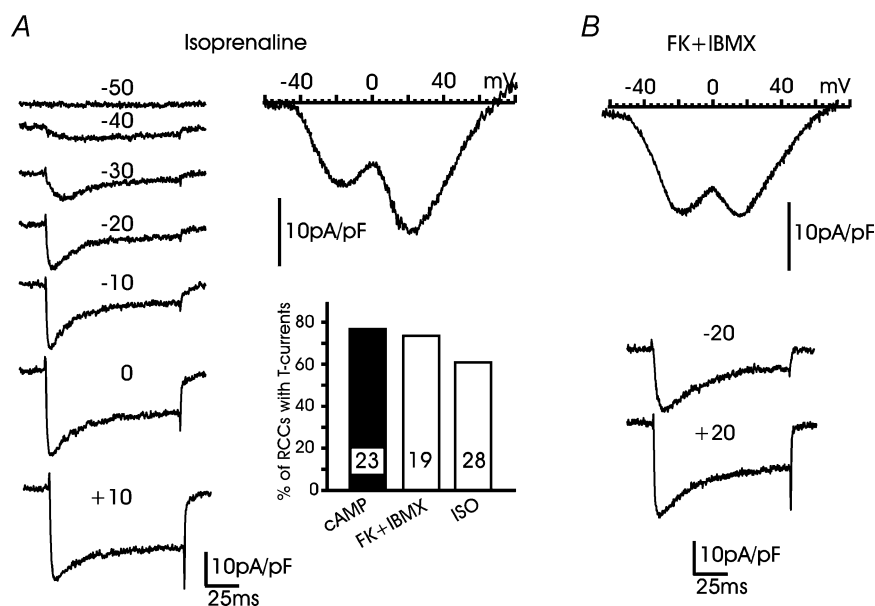 A
Isoprenaline
-50
-40
-30
-20
-10
0
+10
10pA/pF
25ms
-40 0 40 mV
10pA/pF
% of RCCs with T-currents
80
60
40
20
0
23 19 28
cAMP FK+IBMX ISO
B
FK+IBMX
-40 0 40 mV
10pA/pF
-20
+20
10pA/pF
25ms